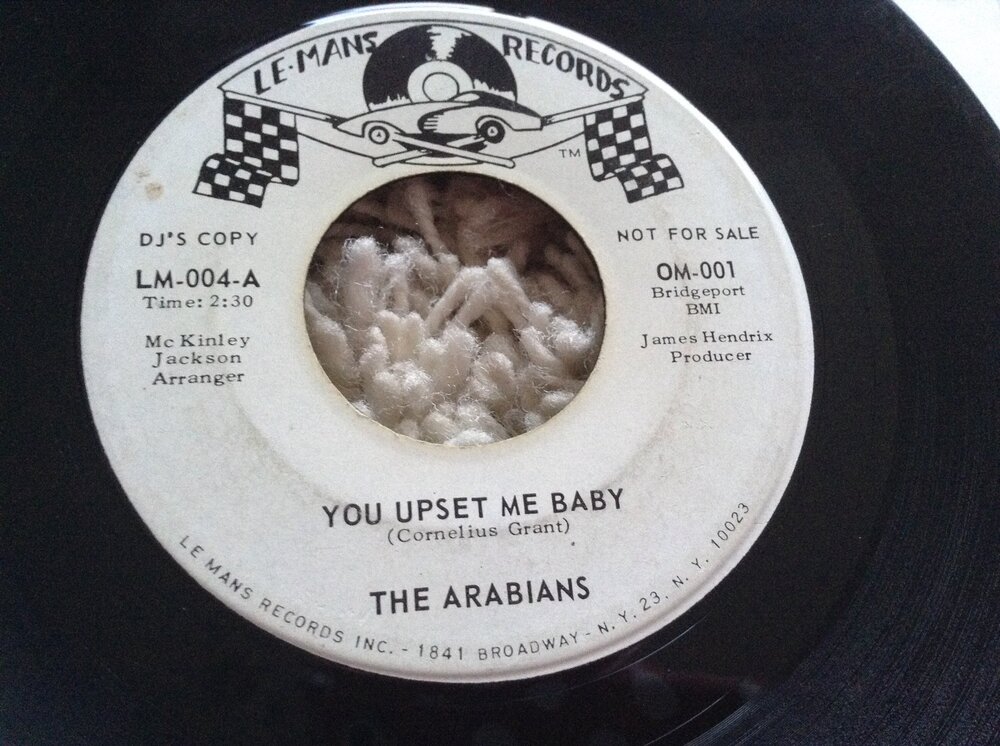 LE-MANS RECORDS
TM
DJ'S COPY
LM-004-A
Time: 2:30
McKinley
Jackson
Arranger
NOT FOR SALE
OM-001
Bridgeport
BMI
James Hendrix
Producer
YOU UPSET ME BABY
(Cornelius Grant)
THE ARABIANS
LE MANS RECORDS INC. - 1841 BROADWAY - N.Y. 23, N.Y. 10023